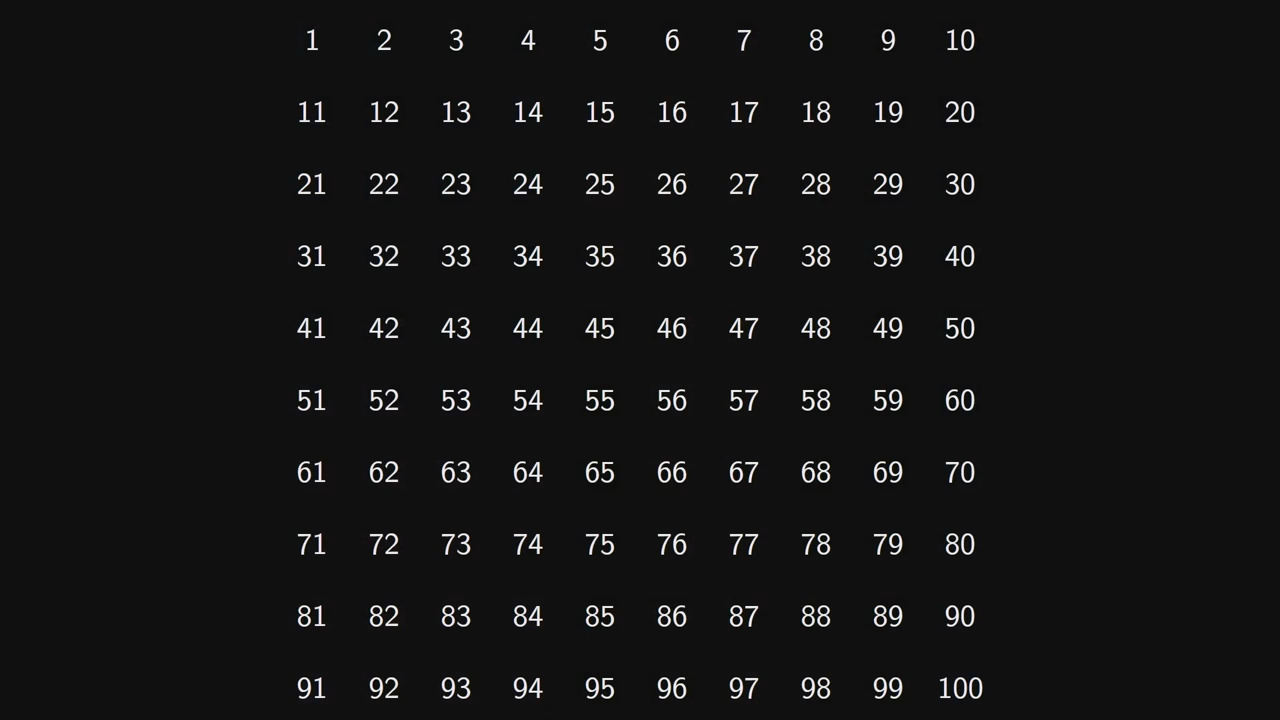 1 2 3 4 5 6 7 8 9 10
11 12 13 14 15 16 17 18 19 20
21 22 23 24 25 26 27 28 29 30
31 32 33 34 35 36 37 38 39 40
41 42 43 44 45 46 47 48 49 50
51 52 53 54 55 56 57 58 59 60
61 62 63 64 65 66 67 68 69 70
71 72 73 74 75 76 77 78 79 80
81 82 83 84 85 86 87 88 89 90
91 92 93 94 95 96 97 98 99 100